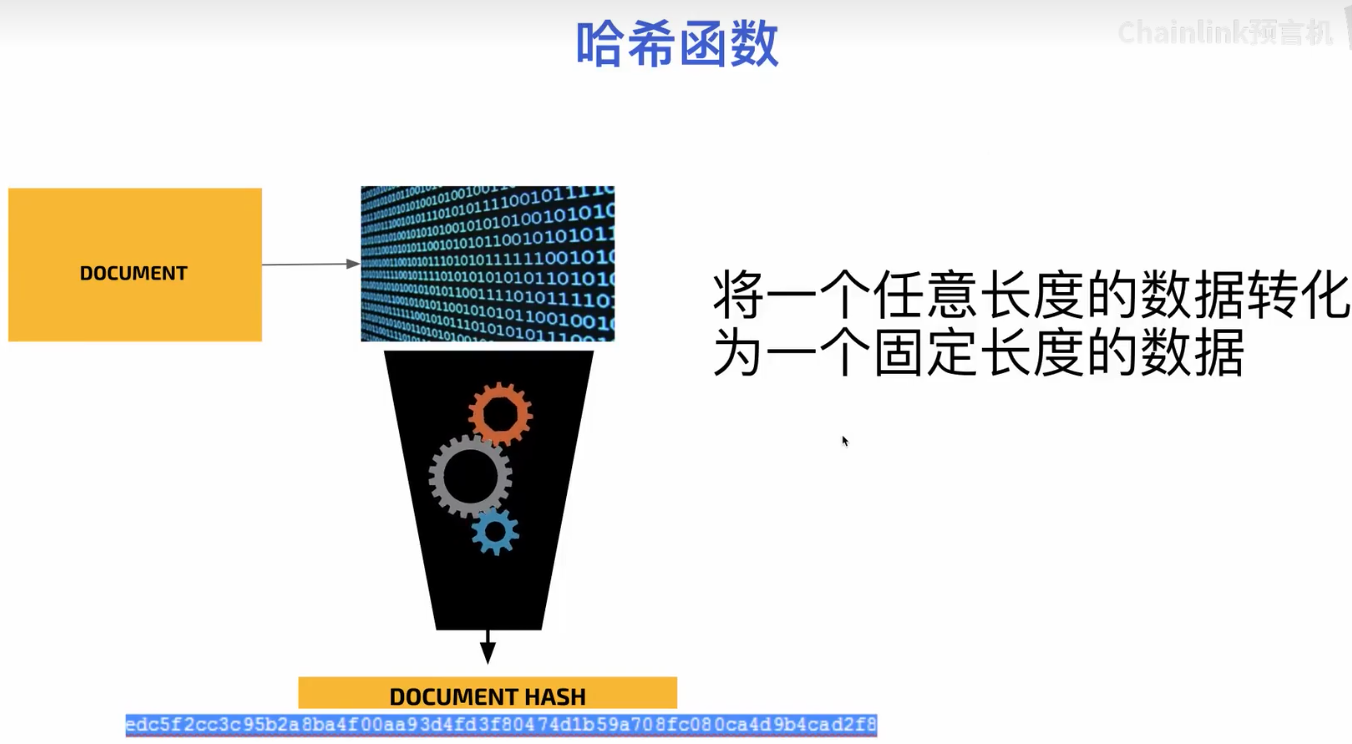 哈希函数
Chainlink预言机
DOCUMENT
将一个任意长度的数据转化
为一个固定长度的数据
DOCUMENT HASH
edc5f2cc3c95b2a8ba4f00aa93d4fd3f80474d1b59a708fc080ca4d9b4cad2f8